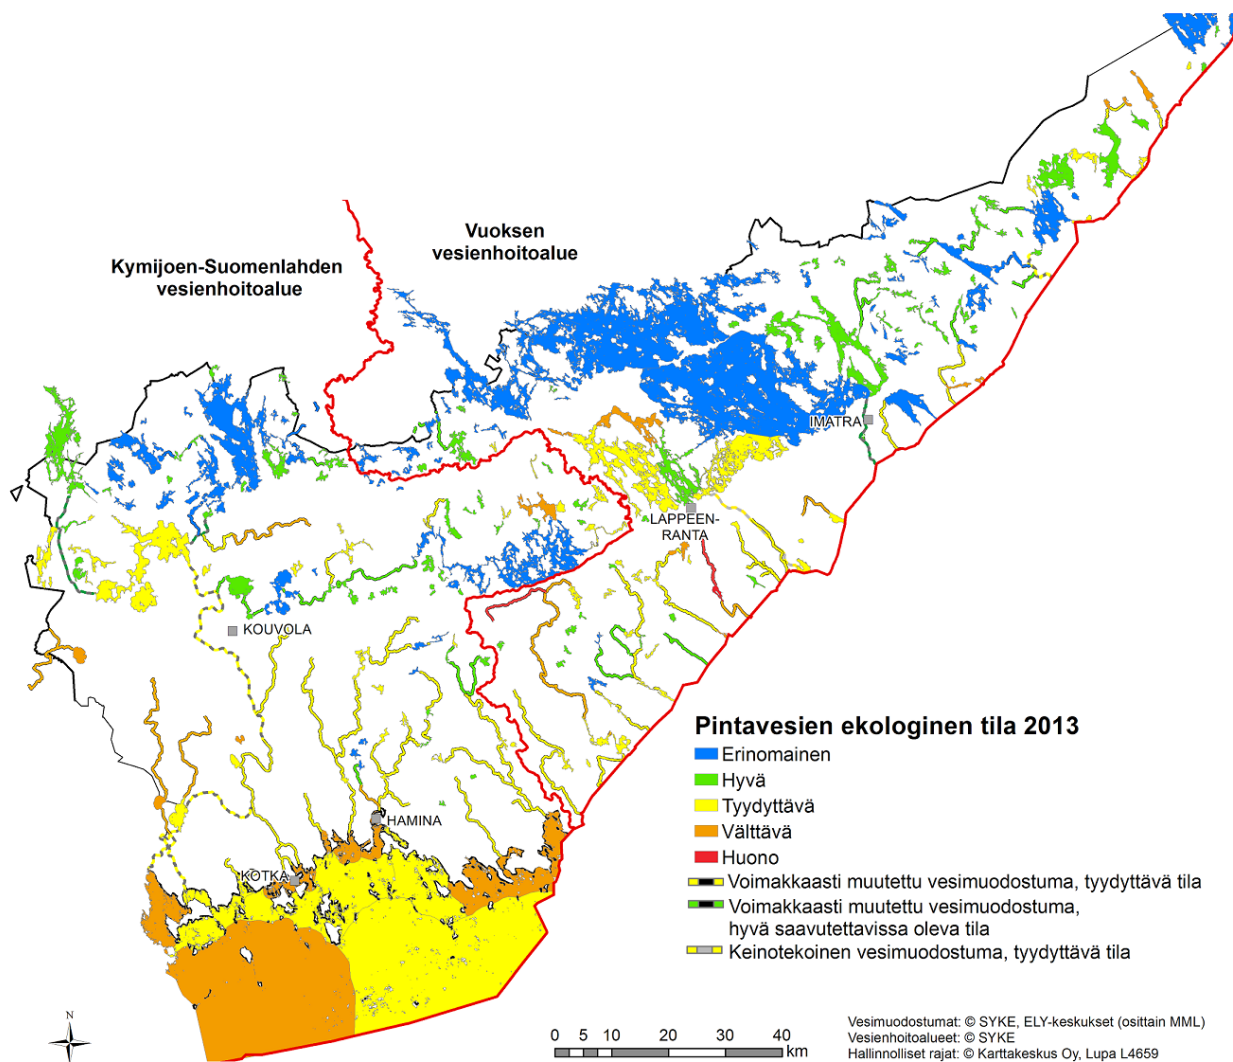 Kymijoen-Suomenlahden
vesienhoitoalue
Vuoksen
vesienhoitoalue
IMATRA
LAPPEEN-
RANTA
KOUVOLA
HAMINA
KOTKA
Pintavesien ekologinen tila 2013
Erinomainen
Hyvä
Tyydyttävä
Välttävä
Huono
Voimakkaasti muutettu vesimuodostuma, tyydyttävä tila
Voimakkaasti muutettu vesimuodostuma,
hyvä saavutettavissa oleva tila
Keinotekoinen vesimuodostuma, tyydyttävä tila
N
0 5 10 20 30 40
km
Vesimuodostumat: © SYKE, ELY-keskukset (osittain MML)
Vesienhoitoalueet: © SYKE
Hallinnolliset rajat: © Karttakeskus Oy, Lupa L4659